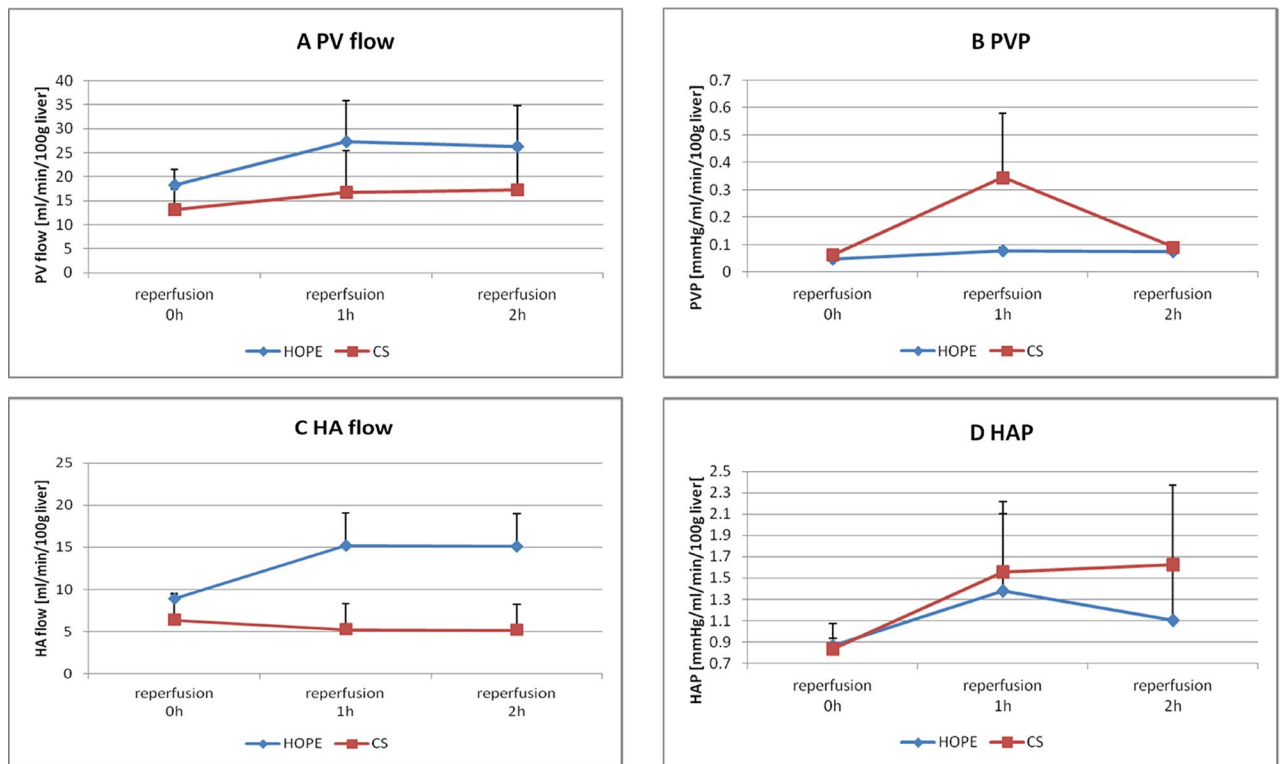 A PV flow
PV flow [ml/min/100g liver]
40
35
30
25
20
15
10
5
0
reperfusion
0h
reperfsuion
1h
reperfusion
2h
HOPE
CS
B PVP
PVP [mmHg/ml/min/100g liver]
0.7
0.6
0.5
0.4
0.3
0.2
0.1
0
reperfusion
0h
reperfsuion
1h
reperfusion
2h
HOPE
CS
C HA flow
HA flow [ml/min/100g liver]
25
20
15
10
5
0
reperfusion
0h
reperfusion
1h
reperfusion
2h
HOPE
CS
D HAP
HAP [mmHg/ml/min/100g liver[
2.5
2.3
2.1
1.9
1.7
1.5
1.3
1.1
0.9
0.7
reperfusion
0h
reperfusion
1h
reperfusion
2h
HOPE
CS